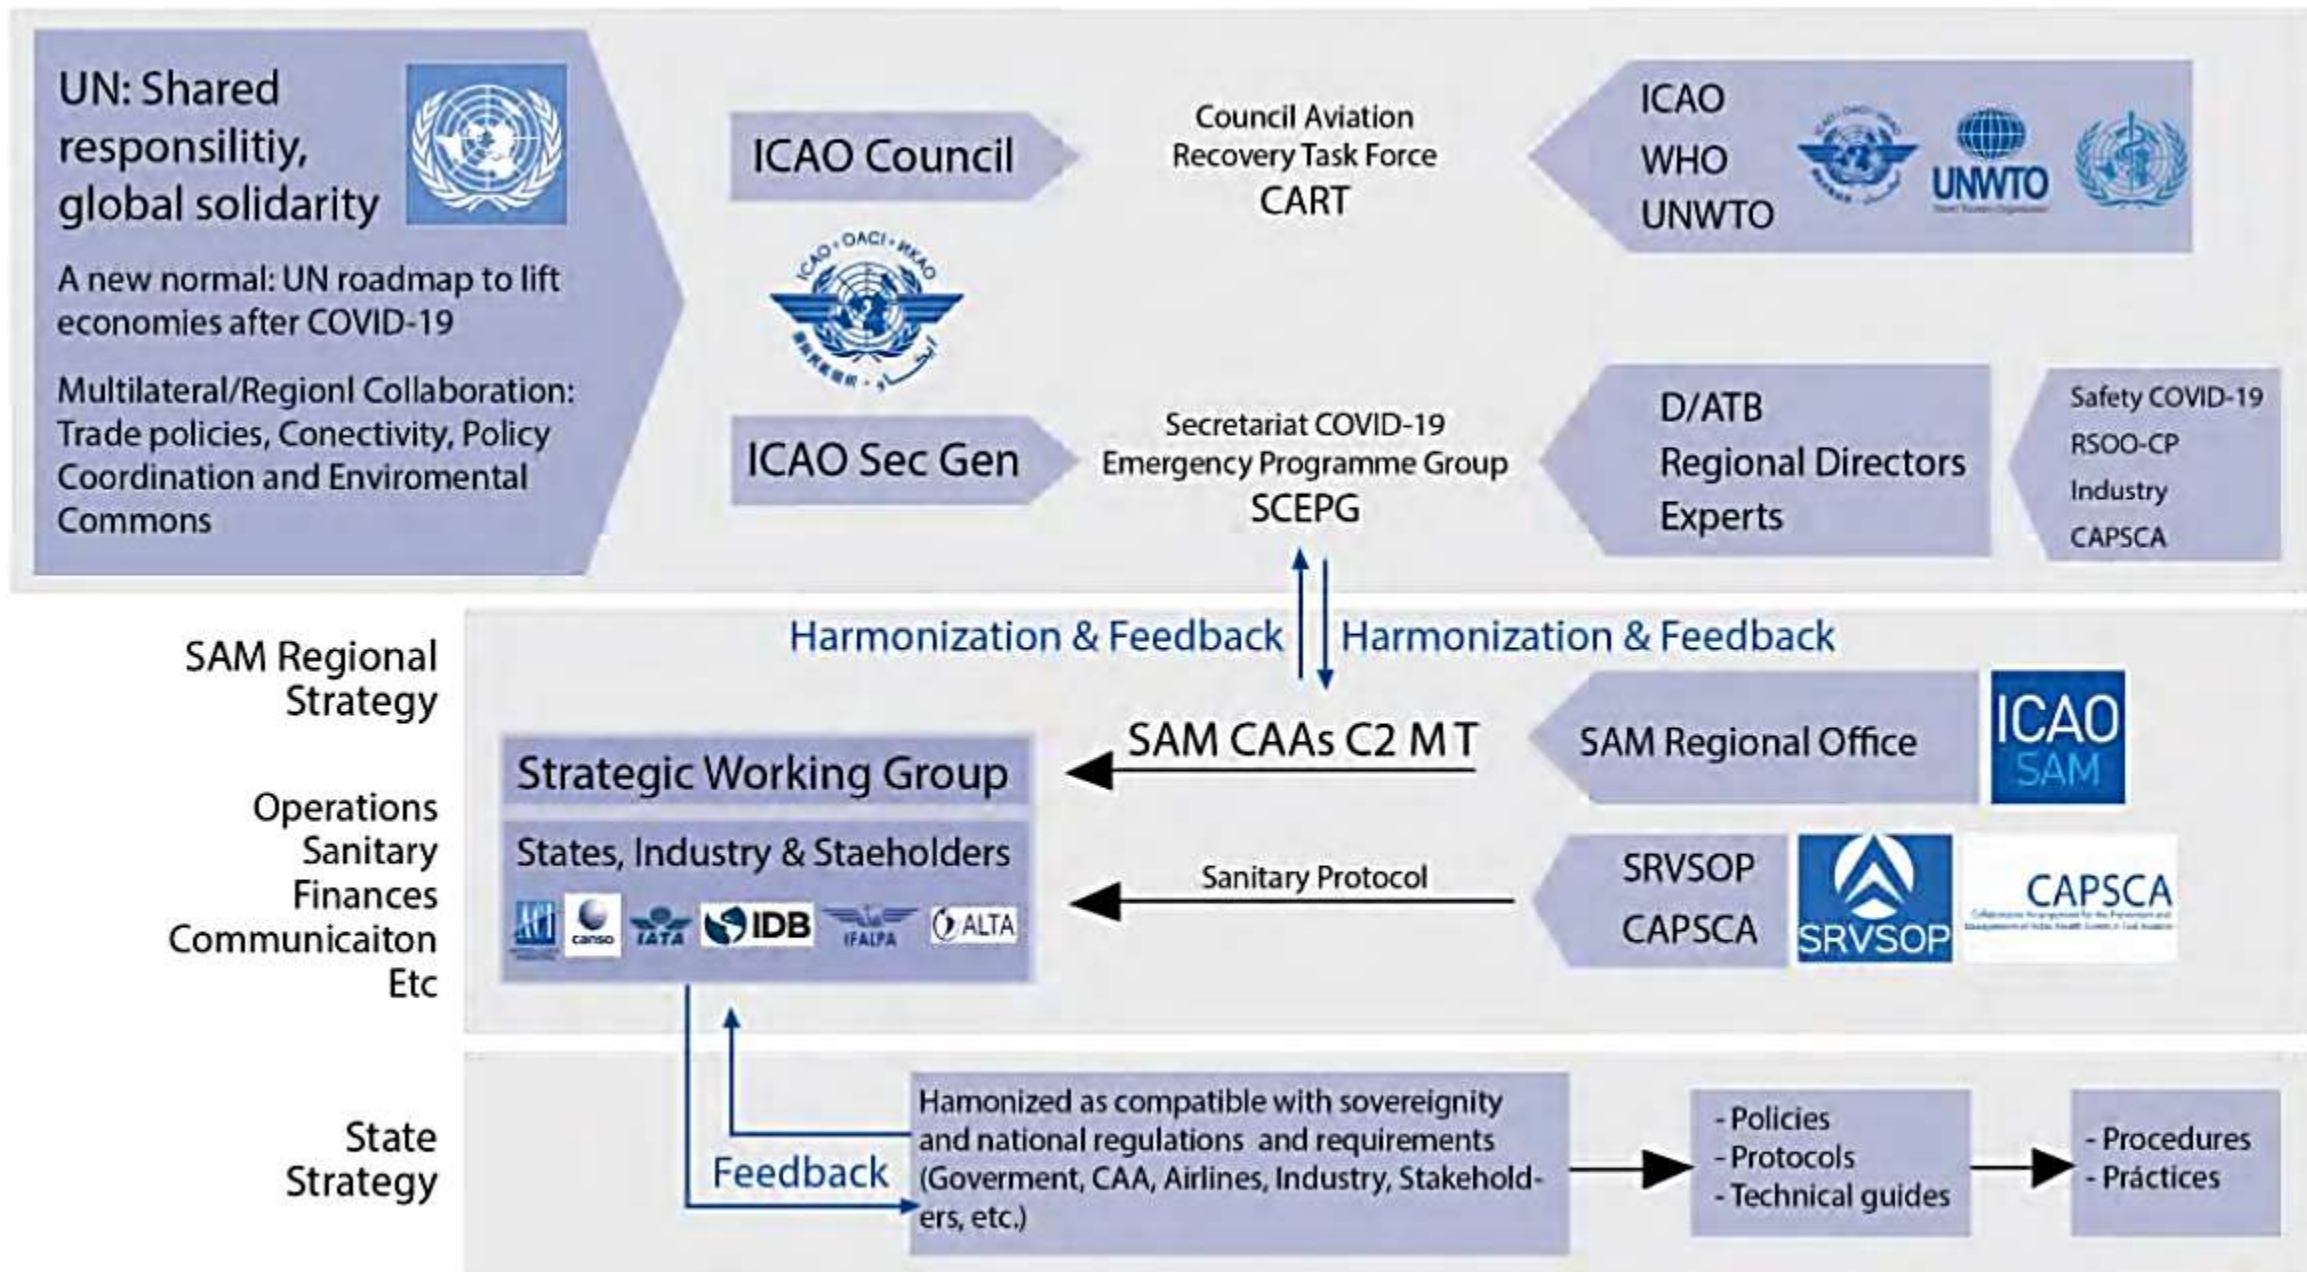 UN: Shared
responsilitiy,
global solidarity
A new normal: UN roadmap to lift
economies after COVID-19
Multilateral/Regionl Collaboration:
Trade policies, Conectivity, Policy
Coordination and Enviromental
Commons
ICAO Council
ICAO · OACI · ИКАО
ICAO Sec Gen
Council Aviation
Recovery Task Force
CART
ICAO
WHO
UNWTO
UNWTO
Secretariat COVID-19
Emergency Programme Group
SCEPG
D/ATB
Regional Directors
Experts
Safety COVID-19
RSOO-CP
Industry
CAPSCA
SAM Regional
Strategy
Operations
Sanitary
Finances
Communicaiton
Etc
Harmonization & Feedback
Harmonization & Feedback
Strategic Working Group
States, Industry & Staeholders
ACI
canso
IATA
IDB
IFALPA
ALTA
SAM CAAs C2 MT
SAM Regional Office
ICAO
SAM
Sanitary Protocol
SRVSOP
CAPSCA
SRVSOP
CAPSCA
State
Strategy
Feedback
Hamonized as compatible with sovereignity
and national regulations and requirements
(Goverment, CAA, Airlines, Industry, Stakehold-
ers, etc.)
- Policies
- Protocols
- Technical guides
- Procedures
- Práctices